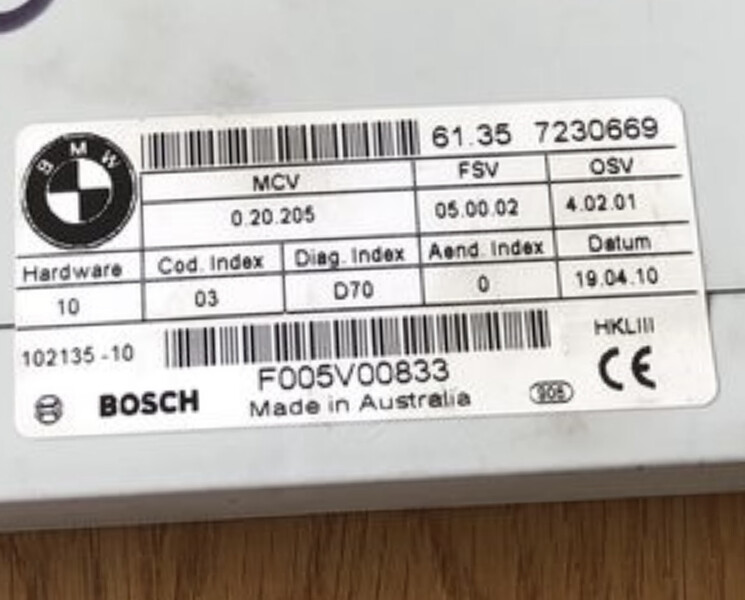 BMW
61.35 7230669
MCV FSV OSV
0.20.205 05.00.02 4.02.01
Hardware Cod. Index Diag. Index Aend. Index Datum
10 03 D70 0 19.04.10
102135-10 HKLIII
F005V00833
BOSCH Made in Australia 906 CE